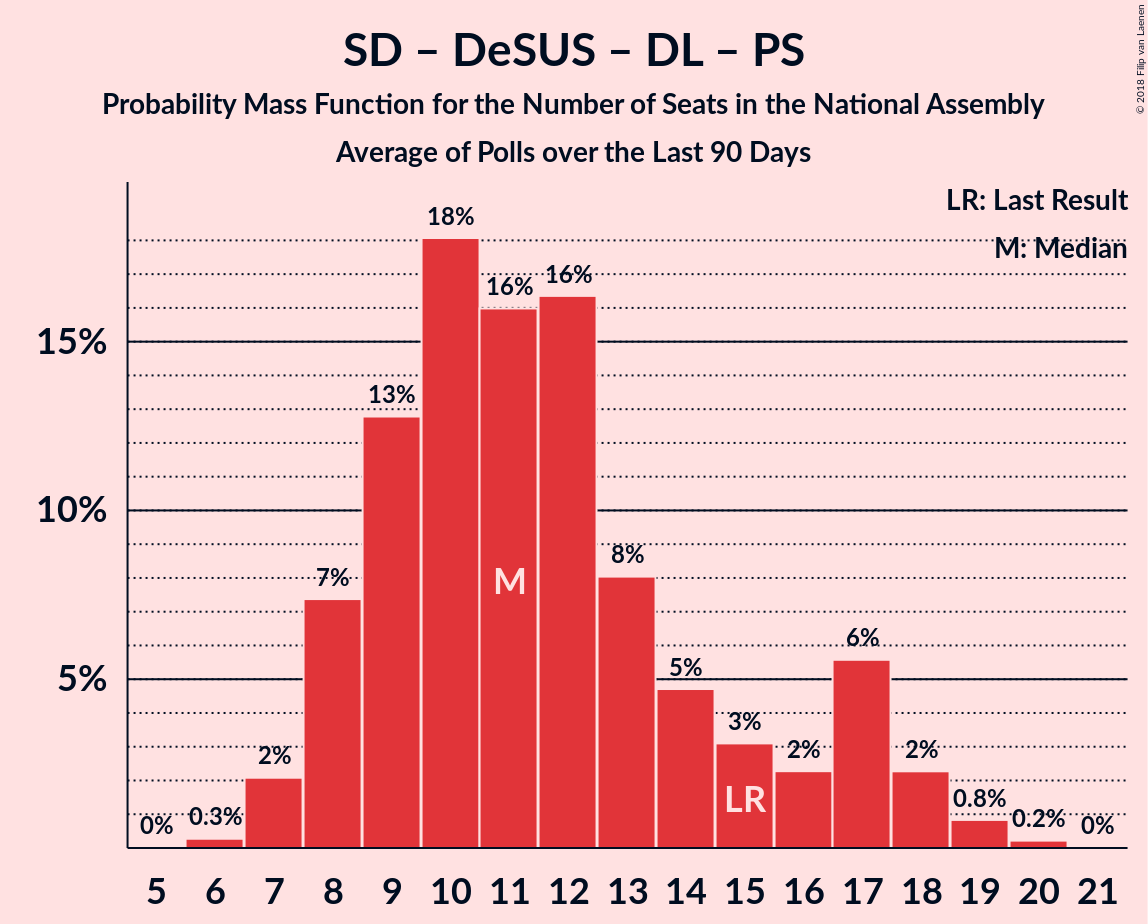 SD – DeSUS – DL – PS
Probability Mass Function for the Number of Seats in the National Assembly
Average of Polls over the Last 90 Days
© 2018 Filip van Laenen
LR: Last Result
M: Median
15%
10%
5%
0%
0.3%
2%
7%
13%
18%
16%
16%
8%
5%
3%
2%
6%
2%
0.8%
0.2%
0%
M
LR
5 6 7 8 9 10 11 12 13 14 15 16 17 18 19 20 21